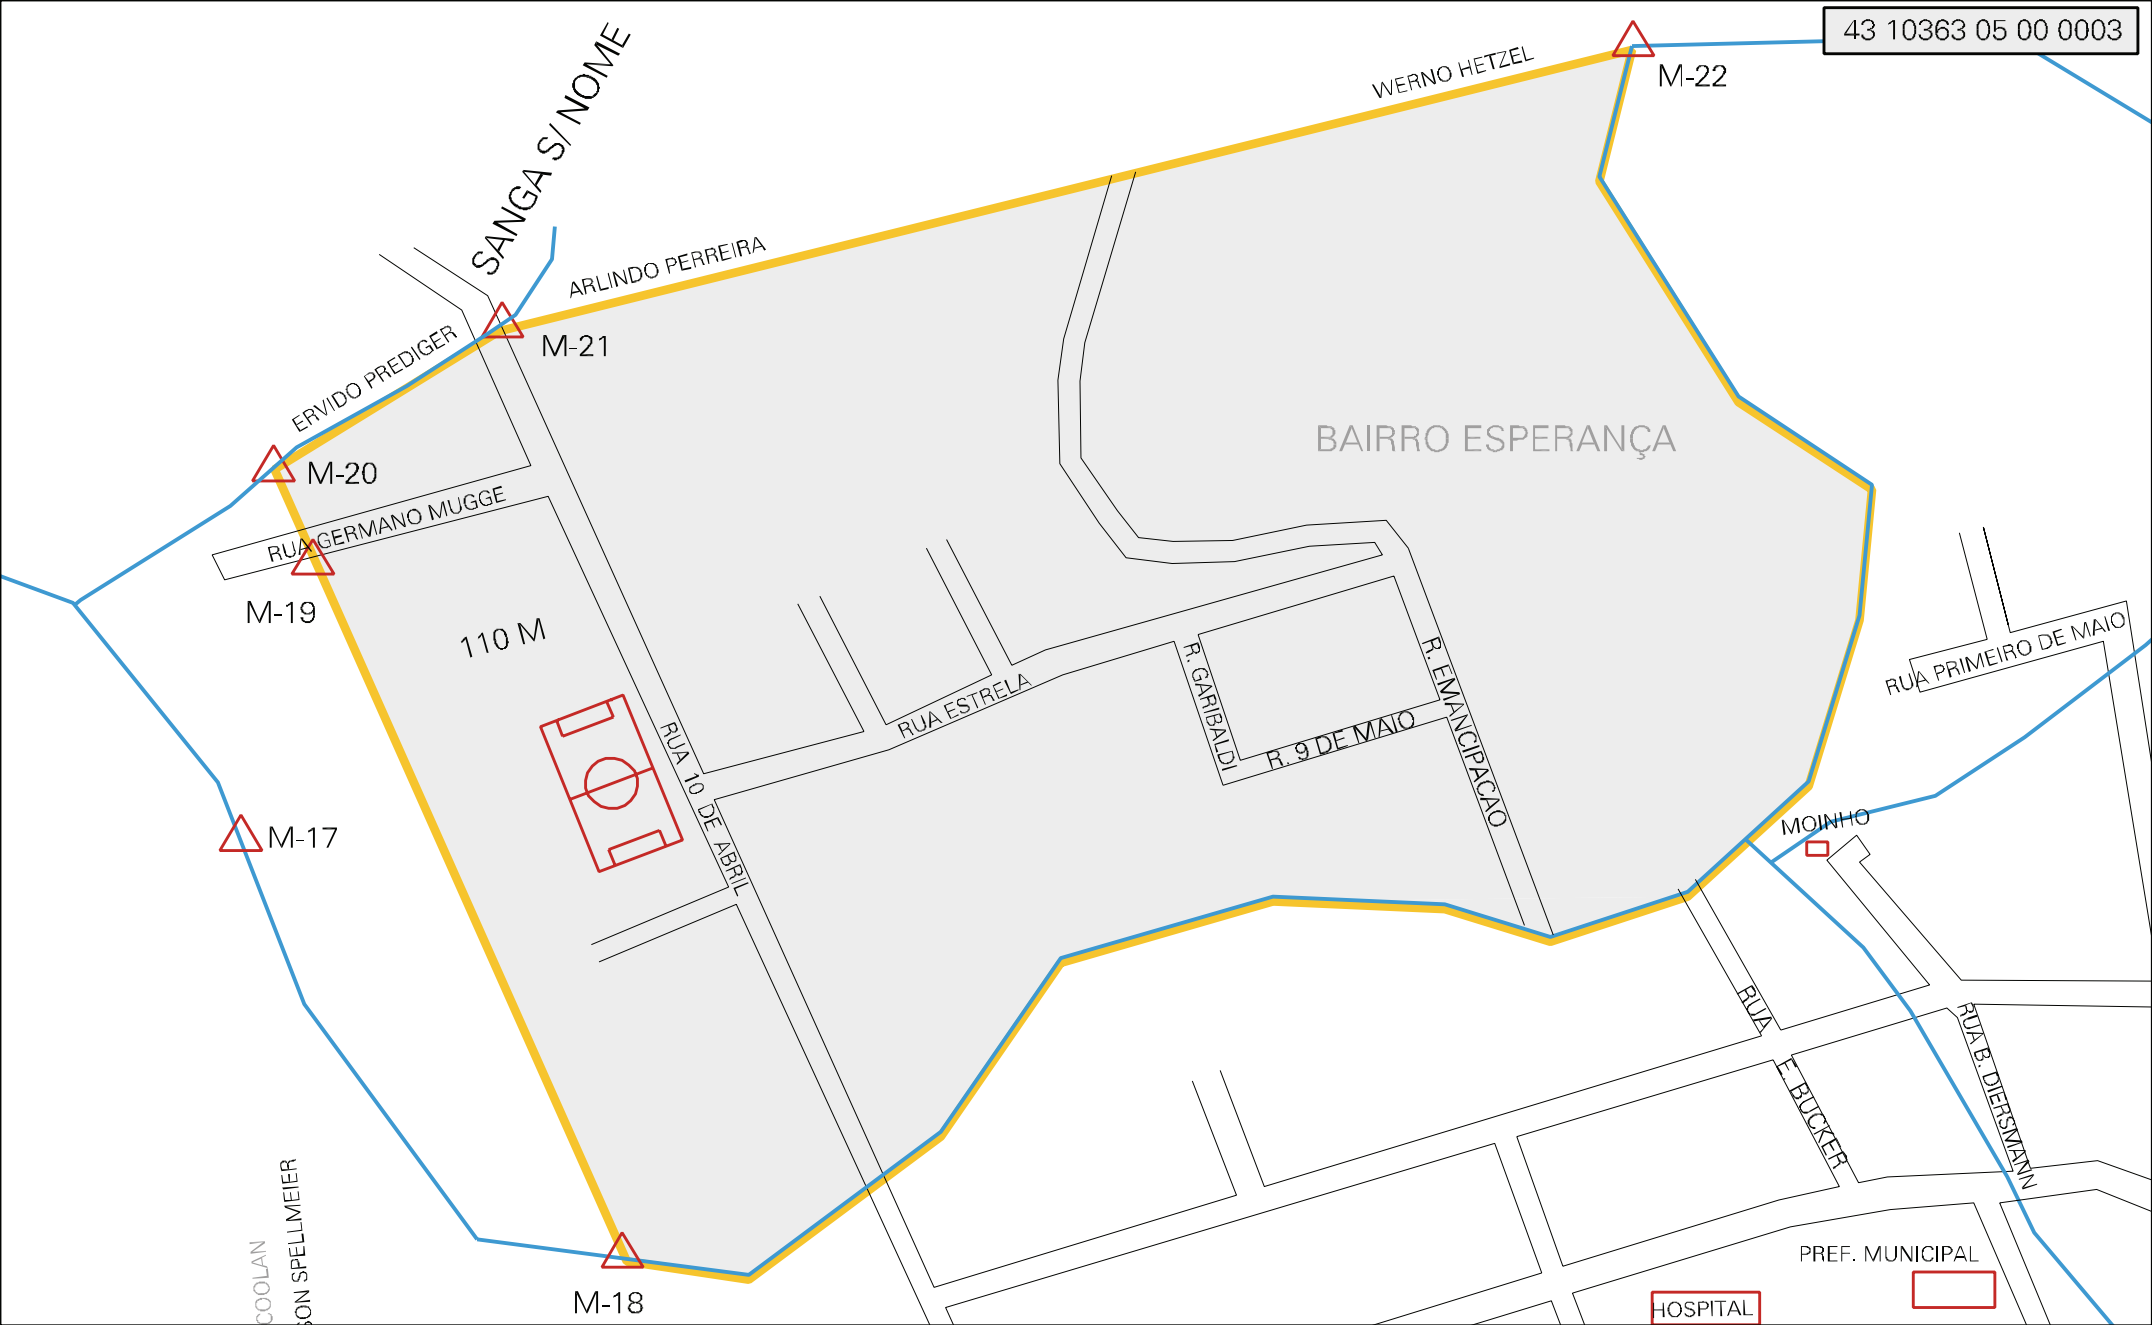 43 10363 05 00 0003
SANGA S/ NOME
WERNO HETZEL
M-22
ARLINDO PERREIRA
M-21
ERVIDO PREDIGER
M-20
BAIRRO ESPERANÇA
RUA GERMANO MUGGE
M-19
110 M
RUA PRIMEIRO DE MAIO
R. GARIBALDI
R. EMANCIPACAO
RUA ESTRELA
R. 9 DE MAIO
RUA 10 DE ABRIL
M-17
MOINHO
RUA
E. BUCKER
RUA B. DIERSMANN
COOLAN
SON SPELLMEIER
M-18
PREF. MUNICIPAL
HOSPITAL